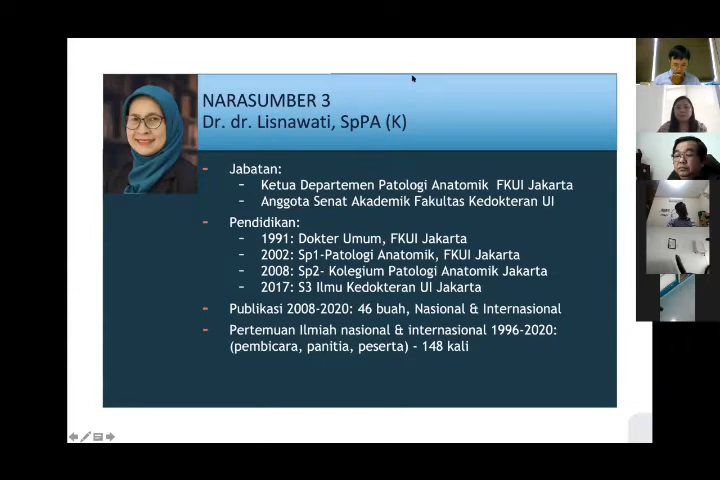 NARASUMBER 3
Dr. dr. Lisnawati, SpPA (K)
- Jabatan:
- Ketua Departemen Patologi Anatomik FKUI Jakarta
- Anggota Senat Akademik Fakultas Kedokteran UI
- Pendidikan:
- 1991: Dokter Umum, FKUI Jakarta
- 2002: Sp1-Patologi Anatomik, FKUI Jakarta
- 2008: Sp2- Kolegium Patologi Anatomik Jakarta
- 2017: S3 Ilmu Kedokteran UI Jakarta
- Publikasi 2008-2020: 46 buah, Nasional & Internasional
- Pertemuan Ilmiah nasional & internasional 1996-2020:
(pembicara, panitia, peserta) - 148 kali